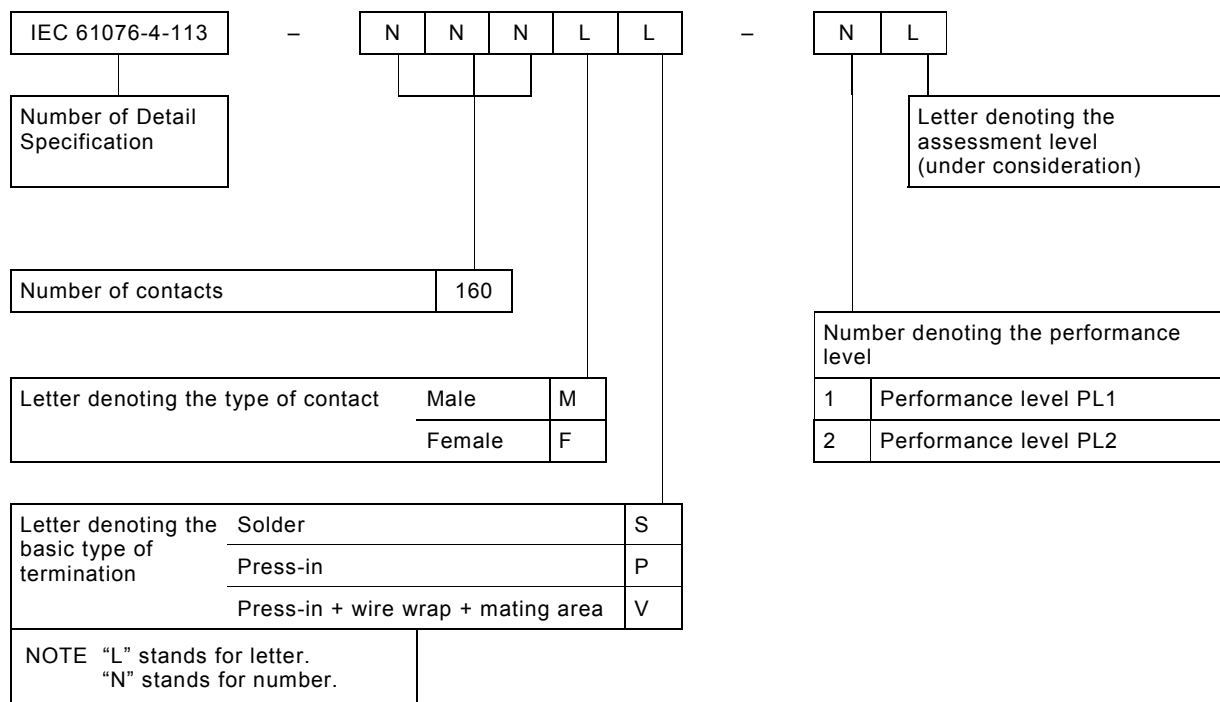 IEC 61076-4-113 – N N N L L – N L
Number of Detail
Specification
Letter denoting the
assessment level
(under consideration)
Number of contacts 160
Number denoting the performance
level
1 Performance level PL1
2 Performance level PL2
Letter denoting the type of contact Male M
Female F
Letter denoting the
basic type of
termination
Solder S
Press-in P
Press-in + wire wrap + mating area V
NOTE “L” stands for letter.
“N” stands for number.